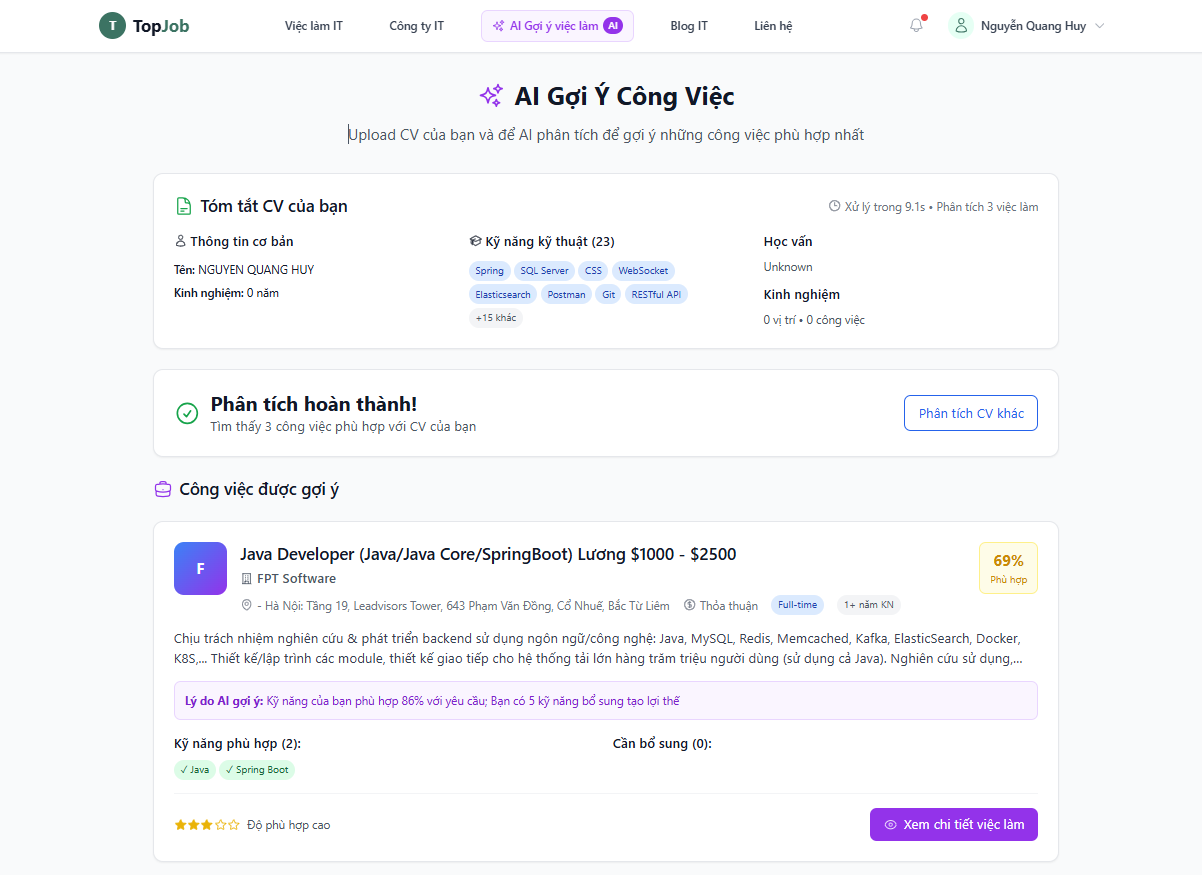 T TopJob Việc làm IT Công ty IT AI Gợi ý việc làm AI Blog IT Liên hệ Nguyễn Quang Huy
AI Gợi Ý Công Việc
Upload CV của bạn và để AI phân tích để gợi ý những công việc phù hợp nhất
Tóm tắt CV của bạn Xử lý trong 9.1s • Phân tích 3 việc làm
Thông tin cơ bản Kỹ năng kỹ thuật (23) Học vấn
Tên: NGUYEN QUANG HUY Spring SQL Server CSS WebSocket Unknown
Kinh nghiệm: 0 năm Elasticsearch Postman Git RESTful API Kinh nghiệm
+15 khác 0 vị trí • 0 công việc
Phân tích hoàn thành!
Tìm thấy 3 công việc phù hợp với CV của bạn
Phân tích CV khác
Công việc được gợi ý
F Java Developer (Java/Java Core/SpringBoot) Lương $1000 - $2500 69%
FPT Software Phù hợp
- Hà Nội: Tầng 19, Leadvisors Tower, 643 Phạm Văn Đồng, Cổ Nhuế, Bắc Từ Liêm Thỏa thuận Full-time 1+ năm KN
Chịu trách nhiệm nghiên cứu & phát triển backend sử dụng ngôn ngữ/công nghệ: Java, MySQL, Redis, Memcached, Kafka, ElasticSearch, Docker,
K8S,... Thiết kế/lập trình các module, thiết kế giao tiếp cho hệ thống tải lớn hàng trăm triệu người dùng (sử dụng cả Java). Nghiên cứu sử dụng,...
Lý do AI gợi ý: Kỹ năng của bạn phù hợp 86% với yêu cầu; Bạn có 5 kỹ năng bổ sung tạo lợi thế
Kỹ năng phù hợp (2): Cần bổ sung (0):
✓ Java ✓ Spring Boot
Độ phù hợp cao Xem chi tiết việc làm